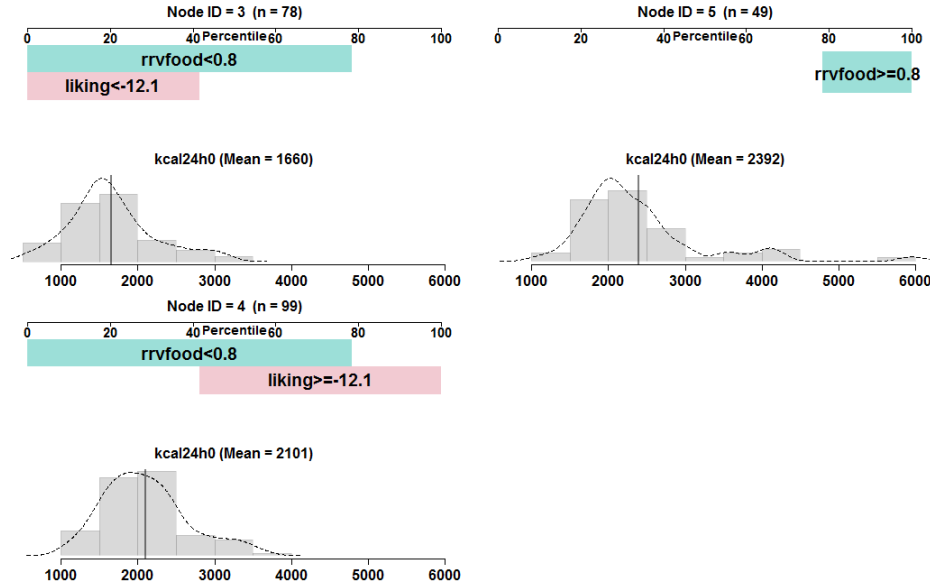 Node ID = 3 (n = 78)
0 20 40 Percentile 60 80 100
rrvfood<0.8
liking<-12.1
kcal24h0 (Mean = 1660)
1000 2000 3000 4000 5000 6000
Node ID = 5 (n = 49)
0 20 40 Percentile 60 80 100
rrvfood>=0.8
kcal24h0 (Mean = 2392)
1000 2000 3000 4000 5000 6000
Node ID = 4 (n = 99)
0 20 40 Percentile 60 80 100
rrvfood<0.8
liking>=-12.1
kcal24h0 (Mean = 2101)
1000 2000 3000 4000 5000 6000